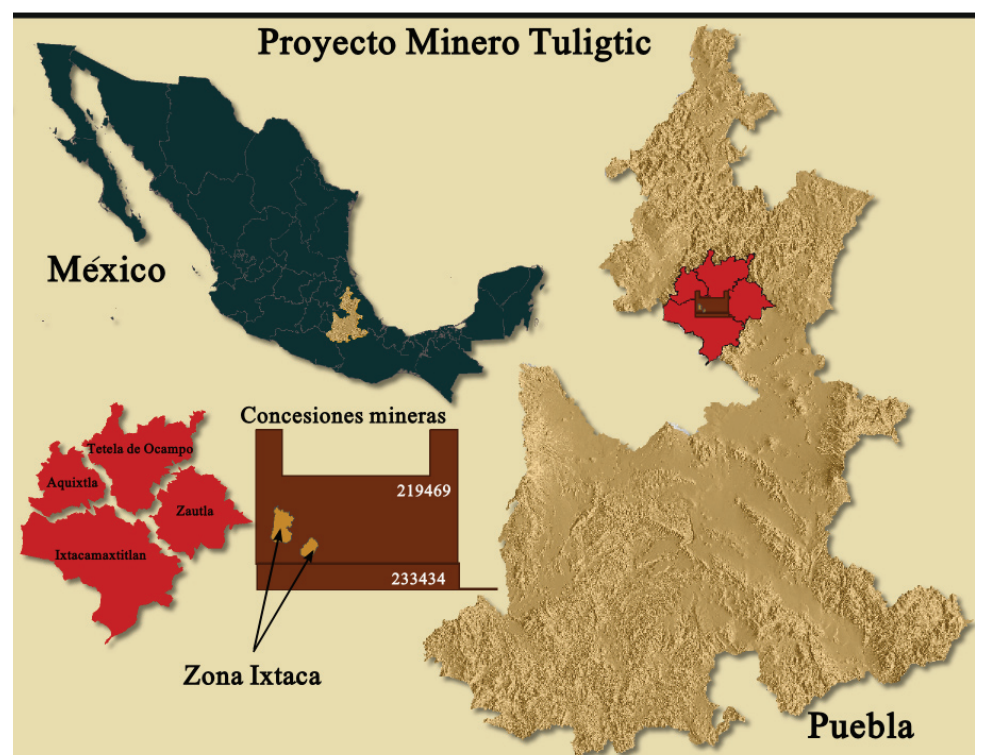 Proyecto Minero Tuligtic
México
Concesiones mineras
Tetela de Ocampo
Aquixtla
Zautla
Ixtacamaxtitlan
219469
233434
Zona Ixtaca
Puebla